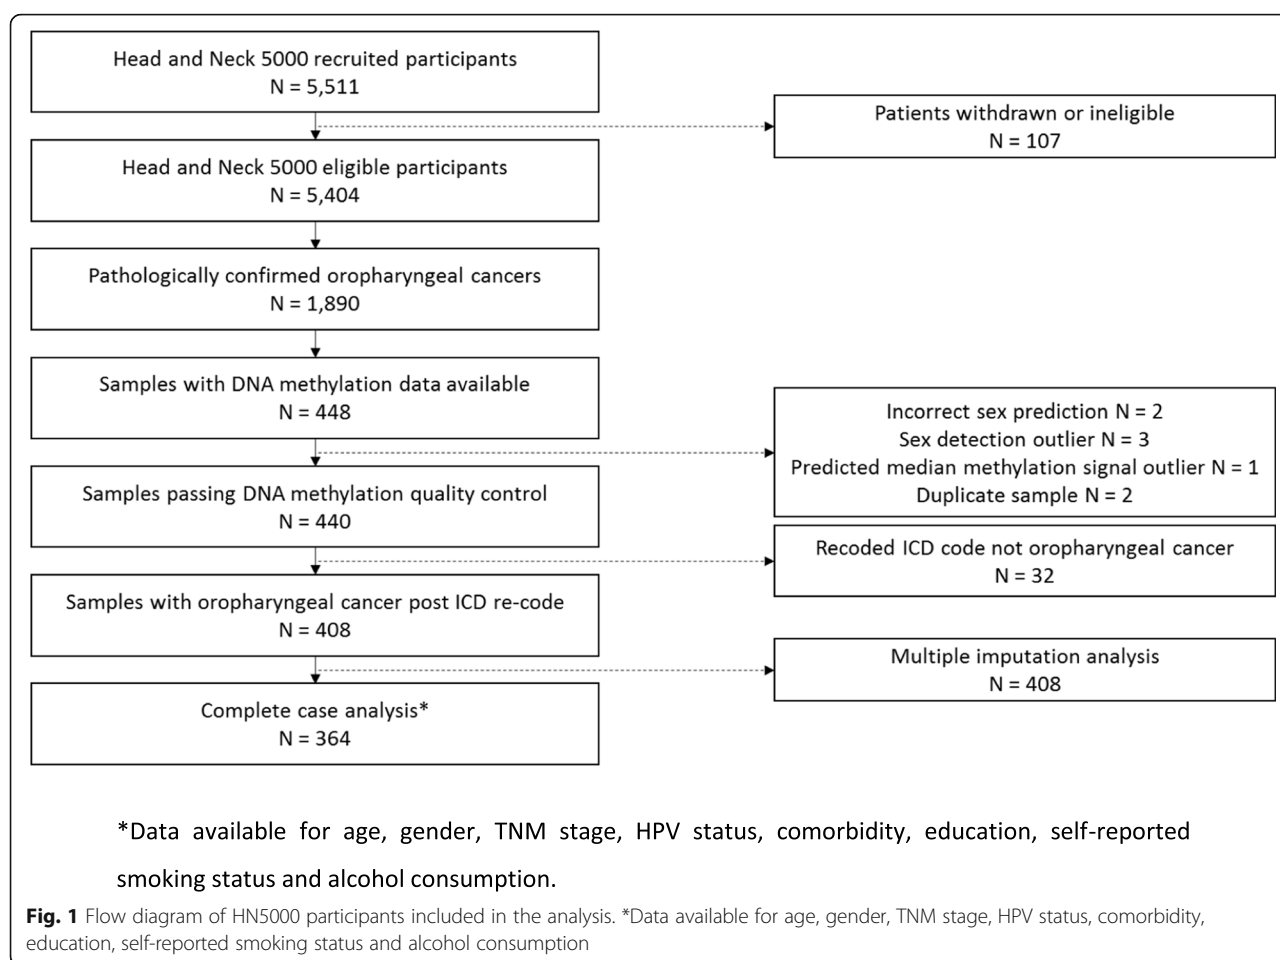 Head and Neck 5000 recruited participants
N = 5,511
Patients withdrawn or ineligible
N = 107
Head and Neck 5000 eligible participants
N = 5,404
Pathologically confirmed oropharyngeal cancers
N = 1,890
Samples with DNA methylation data available
N = 448
Incorrect sex prediction N = 2
Sex detection outlier N = 3
Predicted median methylation signal outlier N = 1
Duplicate sample N = 2
Samples passing DNA methylation quality control
N = 440
Recoded ICD code not oropharyngeal cancer
N = 32
Samples with oropharyngeal cancer post ICD re-code
N = 408
Multiple imputation analysis
N = 408
Complete case analysis*
N = 364
*Data available for age, gender, TNM stage, HPV status, comorbidity, education, self-reported
smoking status and alcohol consumption.
Fig. 1 Flow diagram of HN5000 participants included in the analysis. *Data available for age, gender, TNM stage, HPV status, comorbidity,
education, self-reported smoking status and alcohol consumption